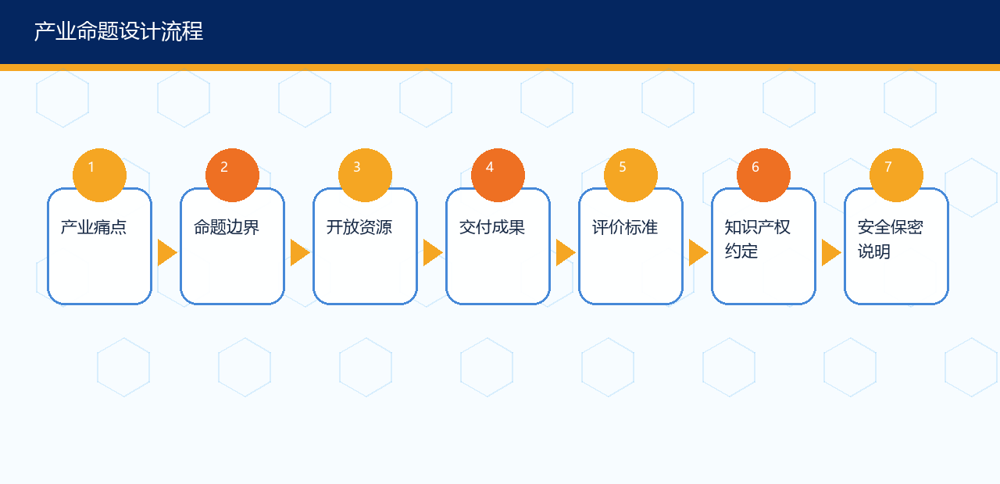 产业命题设计流程
1
2
3
4
5
6
7
产业痛点
命题边界
开放资源
交付成果
评价标准
知识产权
约定
安全保密
说明